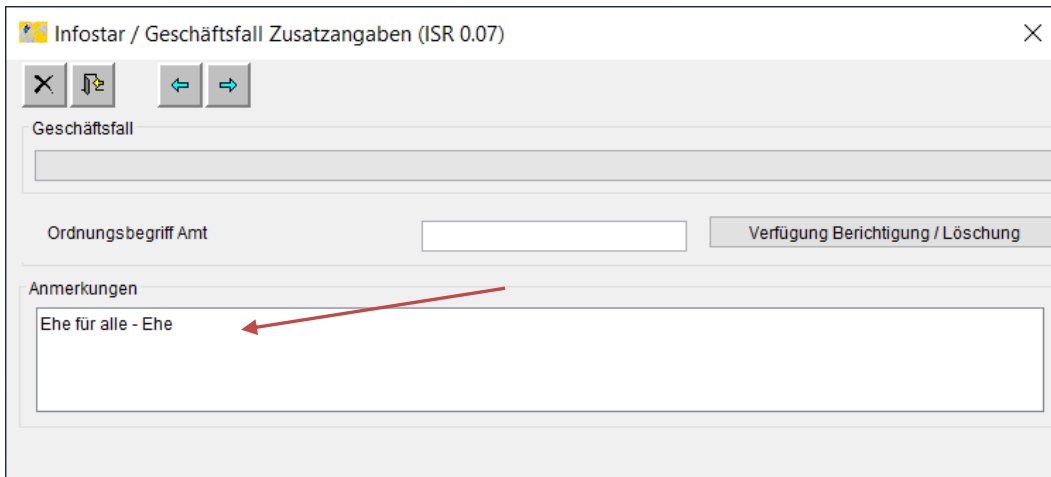 Infostar / Geschäftsfall Zusatzangaben (ISR 0.07)
Geschäftsfall
Ordnungsbegriff Amt
Verfügung Berichtigung / Löschung
Anmerkungen
Ehe für alle - Ehe